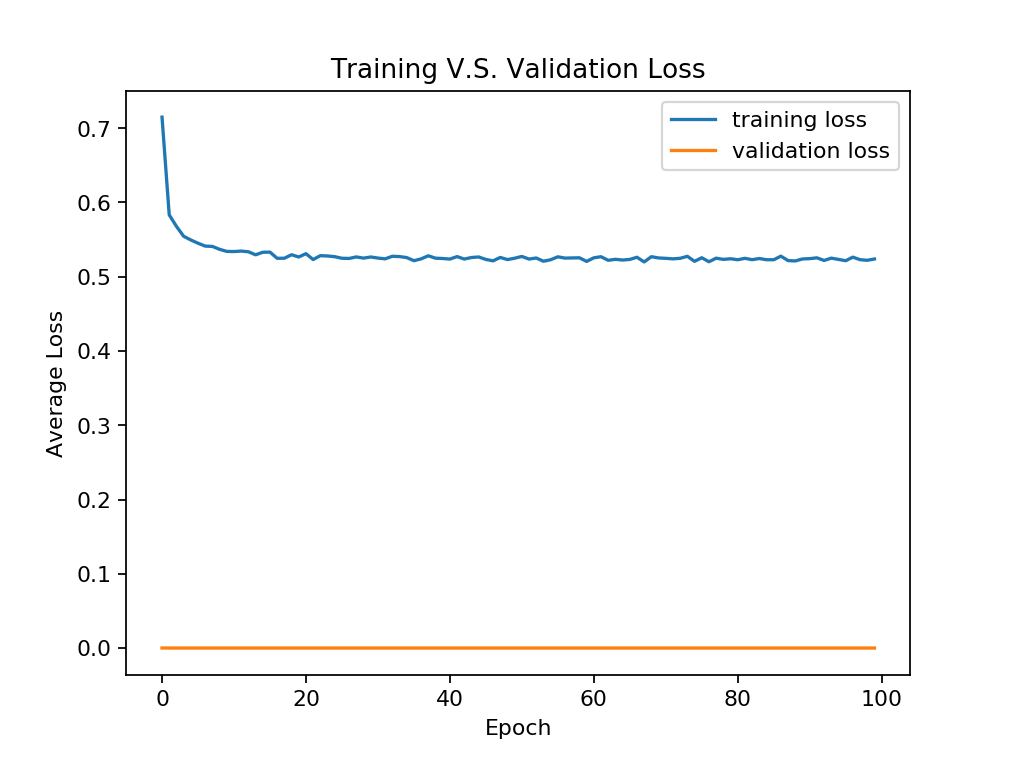 Training V.S. Validation Loss
training loss
validation loss
0.7
0.6
0.5
0.4
0.3
0.2
0.1
0.0
Average Loss
0 20 40 60 80 100
Epoch